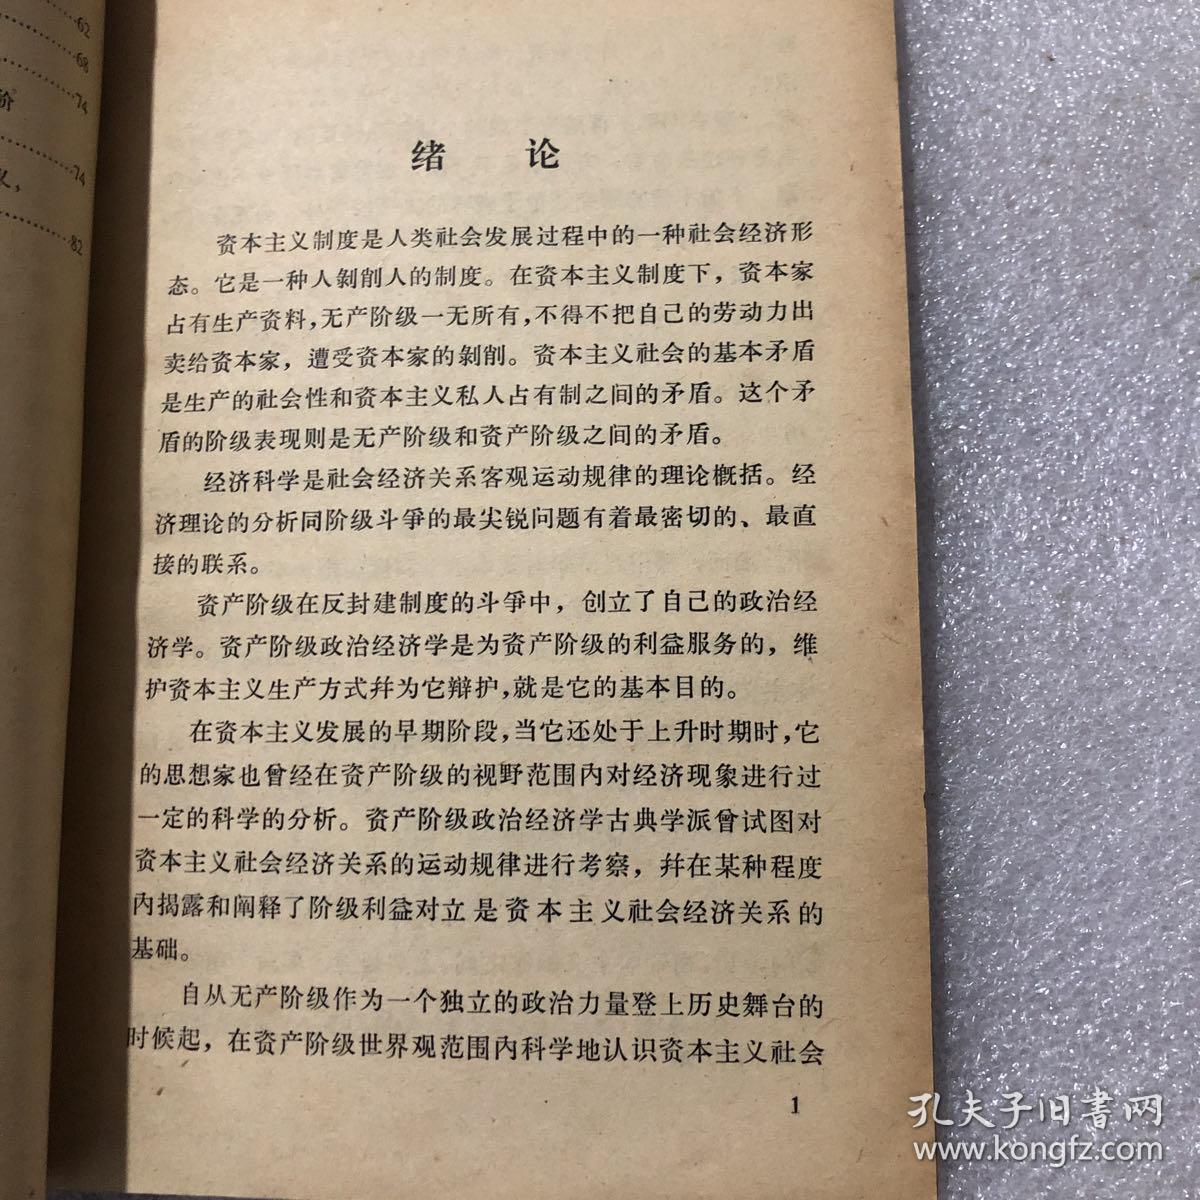 62
68
74
阶
74
义，
82
绪 论
资本主义制度是人类社会发展过程中的一种社会经济形
态。它是一种人剥削人的制度。在资本主义制度下，资本家
占有生产资料，无产阶级一无所有，不得不把自己的劳动力出
卖给资本家，遭受资本家的剥削。资本主义社会的基本矛盾
是生产的社会性和资本主义私人占有制之间的矛盾。这个矛
盾的阶级表现则是无产阶级和资产阶级之间的矛盾。
经济科学是社会经济关系客观运动规律的理论概括。经
济理论的分析同阶级斗爭的最尖锐问题有着最密切的、最直
接的联系。
资产阶级在反封建制度的斗爭中，创立了自己的政治经
济学。资产阶级政治经济学是为资产阶级的利益服务的，维
护资本主义生产方式幷为它辩护，就是它的基本目的。
在资本主义发展的早期阶段，当它还处于上升时期时，它
的思想家也曾经在资产阶级的视野范围内对经济现象进行过
一定的科学的分析。资产阶级政治经济学古典学派曾试图对
资本主义社会经济关系的运动规律进行考察，幷在某种程度
内揭露和阐释了阶级利益对立是资本主义社会经济关系的
基础。
自从无产阶级作为一个独立的政治力量登上历史舞台的
时候起，在资产阶级世界观范围内科学地认识资本主义社会
1
孔夫子旧書网
www.kongfz.com